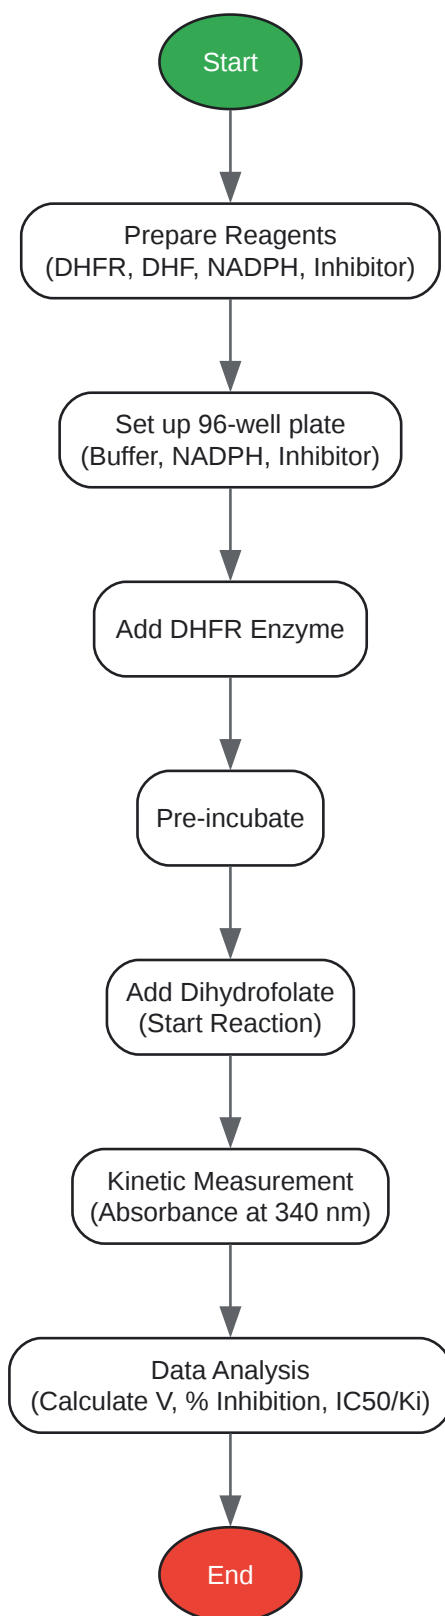 Start
Prepare Reagents
(DHFR, DHF, NADPH, Inhibitor)
Set up 96-well plate
(Buffer, NADPH, Inhibitor)
Add DHFR Enzyme
Pre-incubate
Add Dihydrofolate
(Start Reaction)
Kinetic Measurement
(Absorbance at 340 nm)
Data Analysis
(Calculate V, % Inhibition, IC50/Ki)
End